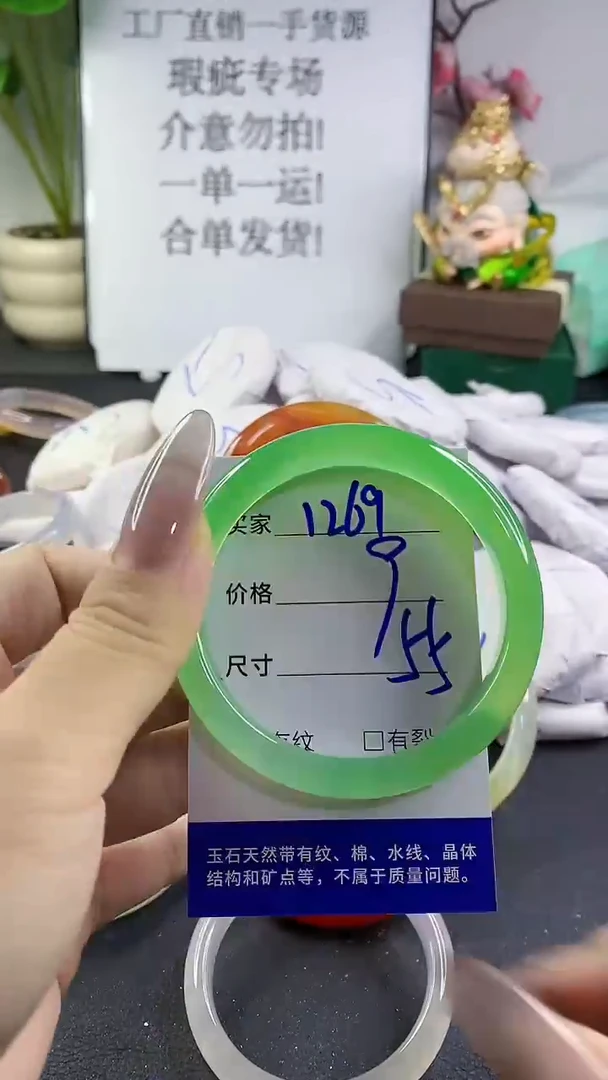 工厂直销一手货源
瑕疵专场
介意勿拍!
一单一运!
合单发货!
买家 1269
价格 9
尺寸 55
有纹 □有裂
玉石天然带有纹、棉、水线、晶体
结构和矿点等，不属于质量问题。